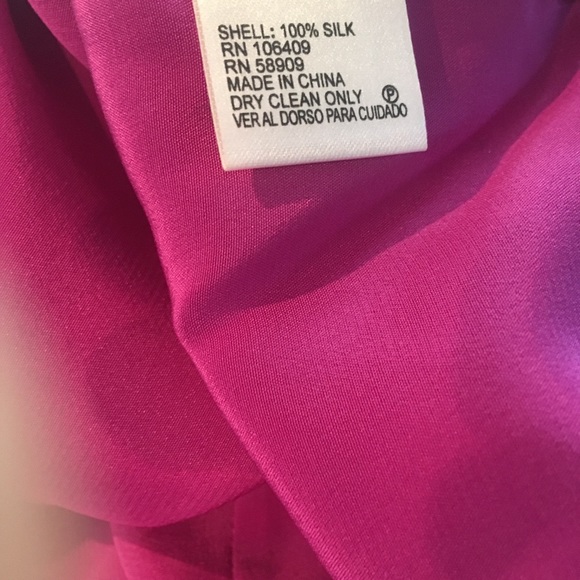 SHELL: 100% SILK
RN 106409
RN 58909
MADE IN CHINA
DRY CLEAN ONLY Ⓟ
VER AL DORSO PARA CUIDADO